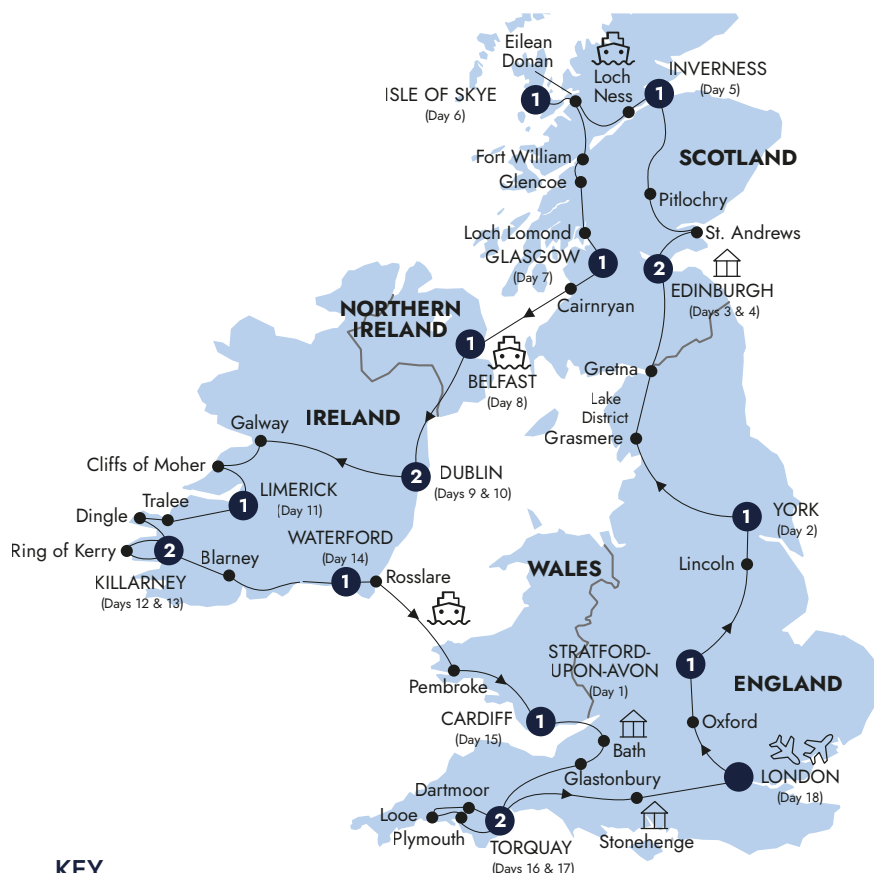 Eilean
Donan
Loch
Ness
INVERNESS
(Day 5)
1
ISLE OF SKYE
(Day 6)
1
SCOTLAND
Fort William
Glencoe
Pitlochry
St. Andrews
Loch Lomond
GLASGOW
(Day 7)
1
2
EDINBURGH
(Days 3 & 4)
Cairnryan
NORTHERN
IRELAND
1
BELFAST
(Day 8)
Gretna
Lake
District
Grasmere
IRELAND
Galway
Cliffs of Moher
2
DUBLIN
(Days 9 & 10)
1
LIMERICK
(Day 11)
Tralee
Dingle
Ring of Kerry
2
KILLARNEY
(Days 12 & 13)
Blarney
WATERFORD
(Day 14)
1
Rosslare
1
YORK
(Day 2)
Lincoln
WALES
STRATFORD-
UPON-AVON
(Day 1)
1
ENGLAND
Pembroke
CARDIFF
(Day 15)
1
Oxford
Bath
Glastonbury
LONDON
(Day 18)
Dartmoor
Looe
Plymouth
2
TORQUAY
(Days 16 & 17)
Stonehenge
KEY